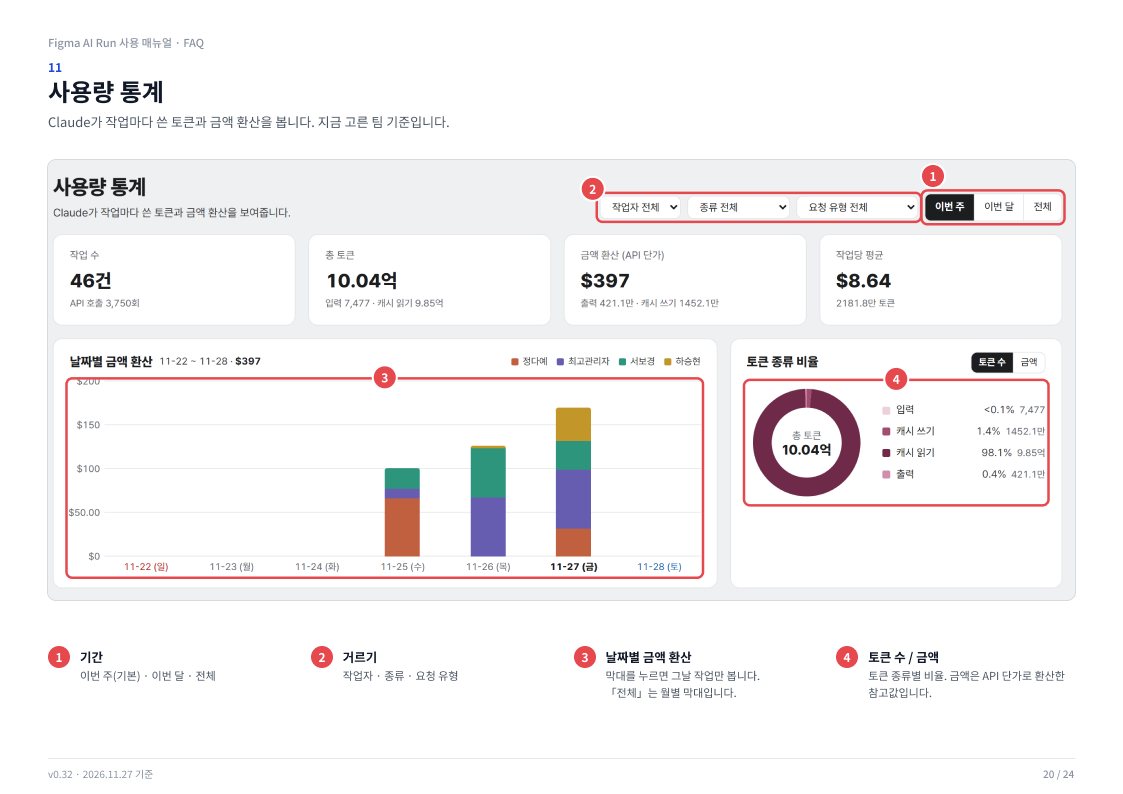 Figma AI Run 사용 매뉴얼 · FAQ
11
사용량 통계
Claude가 작업마다 쓴 토큰과 금액 환산을 봅니다. 지금 고른 팀 기준입니다.
사용량 통계
Claude가 작업마다 쓴 토큰과 금액 환산을 보여줍니다.
2
작업자 전체
종류 전체
요청 유형 전체
1
이번 주
이번 달
전체
작업 수
46건
API 호출 3,750회
총 토큰
10.04억
입력 7,477 · 캐시 읽기 9.85억
금액 환산 (API 단가)
$397
출력 421.1만 · 캐시 쓰기 1452.1만
작업당 평균
$8.64
2181.8만 토큰
날짜별 금액 환산 11-22 ~ 11-28 · $397
정다예
최고관리자
서보경
하승현
3
$200
$150
$100
$50.00
$0
11-22 (일)
11-23 (월)
11-24 (화)
11-25 (수)
11-26 (목)
11-27 (금)
11-28 (토)
토큰 종류 비율
토큰 수
금액
4
총 토큰
10.04억
입력 <0.1% 7,477
캐시 쓰기 1.4% 1452.1만
캐시 읽기 98.1% 9.85억
출력 0.4% 421.1만
1 기간
이번 주(기본) · 이번 달 · 전체
2 거르기
작업자 · 종류 · 요청 유형
3 날짜별 금액 환산
막대를 누르면 그날 작업만 봅니다.
「전체」는 월별 막대입니다.
4 토큰 수 / 금액
토큰 종류별 비율. 금액은 API 단가로 환산한
참고값입니다.
v0.32 · 2026.11.27 기준
20 / 24